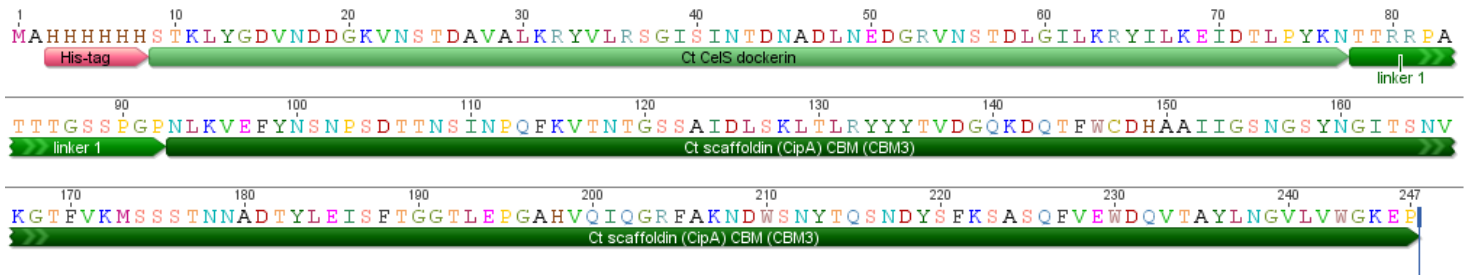 1 10 20 30 40 50 60 70 80
MAHHHHHHSTKLYGDVNDDGKVNSTDAVALKRYVLRSGISINTDNADLNEDGRVNSTDLGILKRYILKEIDTLPYKNTTRRPA
His-tag Ct CelS dockerin
linker 1
90 100 110 120 130 140 150 160
TTTGSSPGPNLKVEFYNSNPSDTTNSINPQFKVTNTGSSAIDLSKLTLRYYYTVDGQKDQTFWCDHAAIIGSNGSYNGITSNV
linker 1 Ct scaffoldin (CipA) CBM (CBM3)
170 180 190 200 210 220 230 240 247
KGTFVKMSSSTNNADTYLEISFTGGTLEPGAHVQIQGRFAKNDWSNYTQSNDYSFKSASQFVEWDQVTAYLNGVLVWGKEP
Ct scaffoldin (CipA) CBM (CBM3)